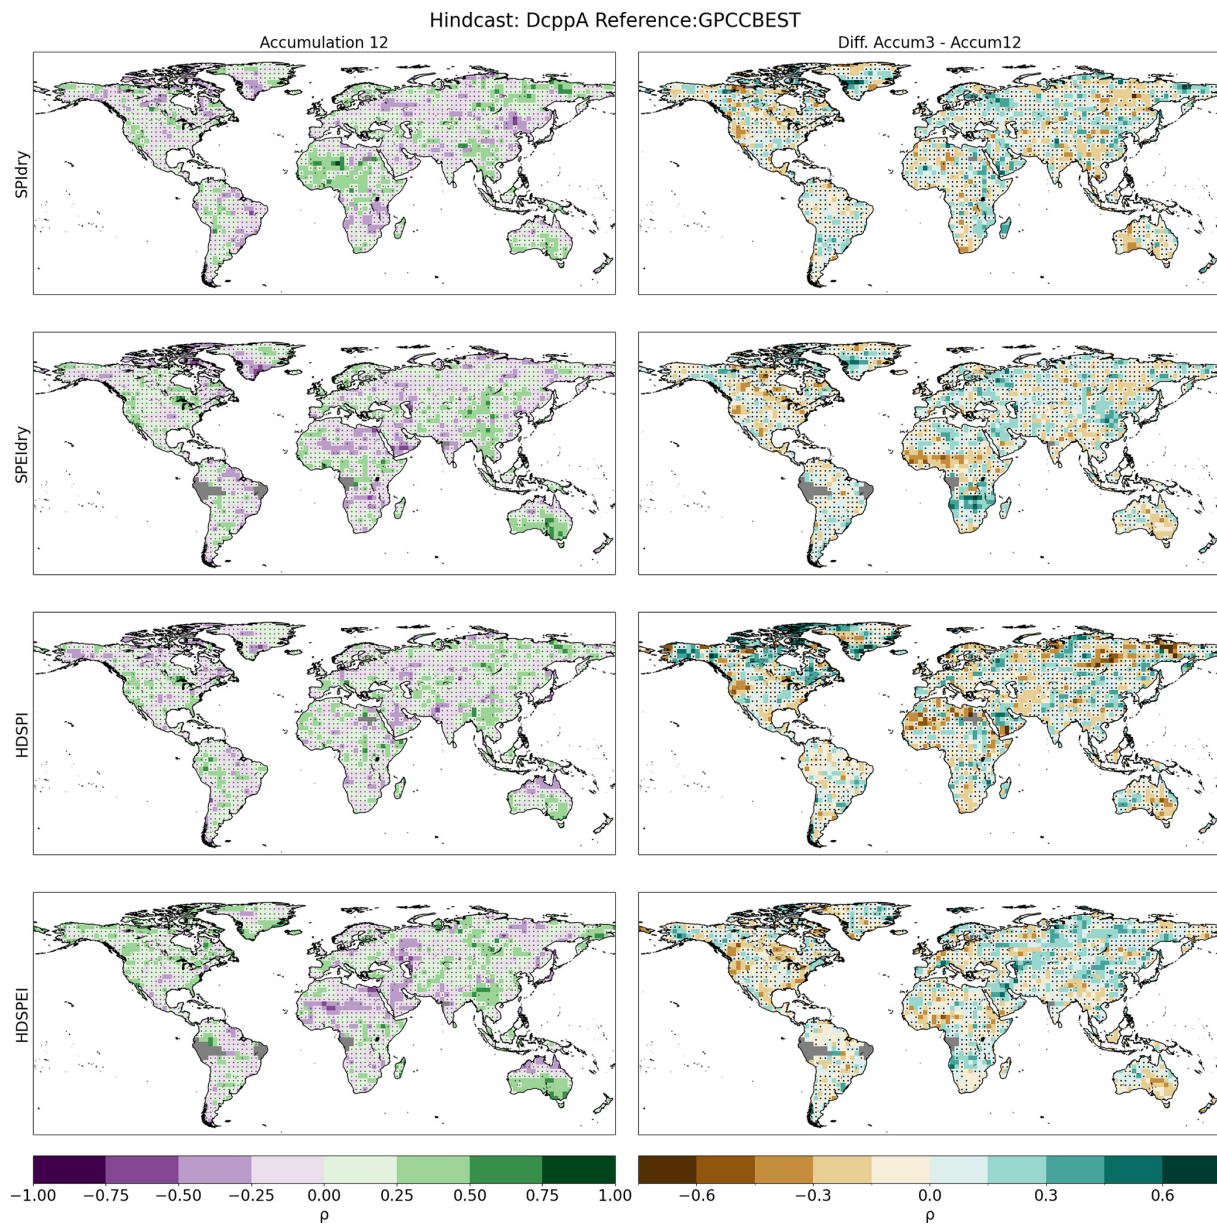 Hindcast: DcppA Reference:GPCCBEST
Accumulation 12
Diff. Accum3 - Accum12
SPIdry
SPEIdry
HDSPI
HDSPEI
−1.00 −0.75 −0.50 −0.25 0.00 0.25 0.50 0.75 1.00
ρ
−0.6 −0.3 0.0 0.3 0.6
ρ